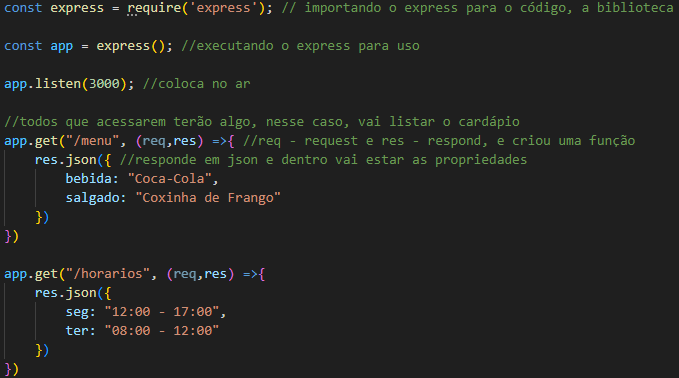 const express = require('express'); // importando o express para o código, a biblioteca
const app = express(); //executando o express para uso
app.listen(3000); //coloca no ar
//todos que acessarem terão algo, nesse caso, vai listar o cardápio
app.get("/menu", (req,res) =>{ //req - request e res - respond, e criou uma função
    res.json({ //responde em json e dentro vai estar as propriedades
        bebida: "Coca-Cola",
        salgado: "Coxinha de Frango"
    })
})
app.get("/horarios", (req,res) =>{
    res.json({
        seg: "12:00 - 17:00",
        ter: "08:00 - 12:00"
    })
})